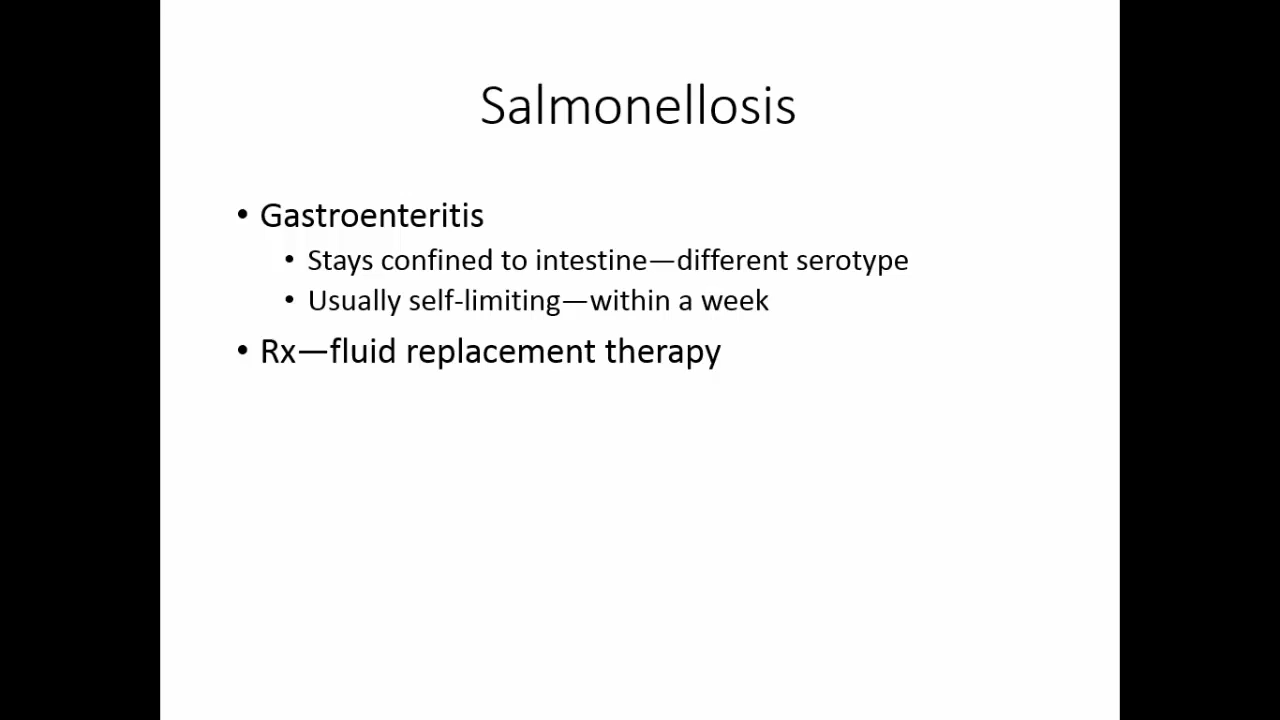 Salmonellosis
• Gastroenteritis
• Stays confined to intestine—different serotype
• Usually self-limiting—within a week
• Rx—fluid replacement therapy